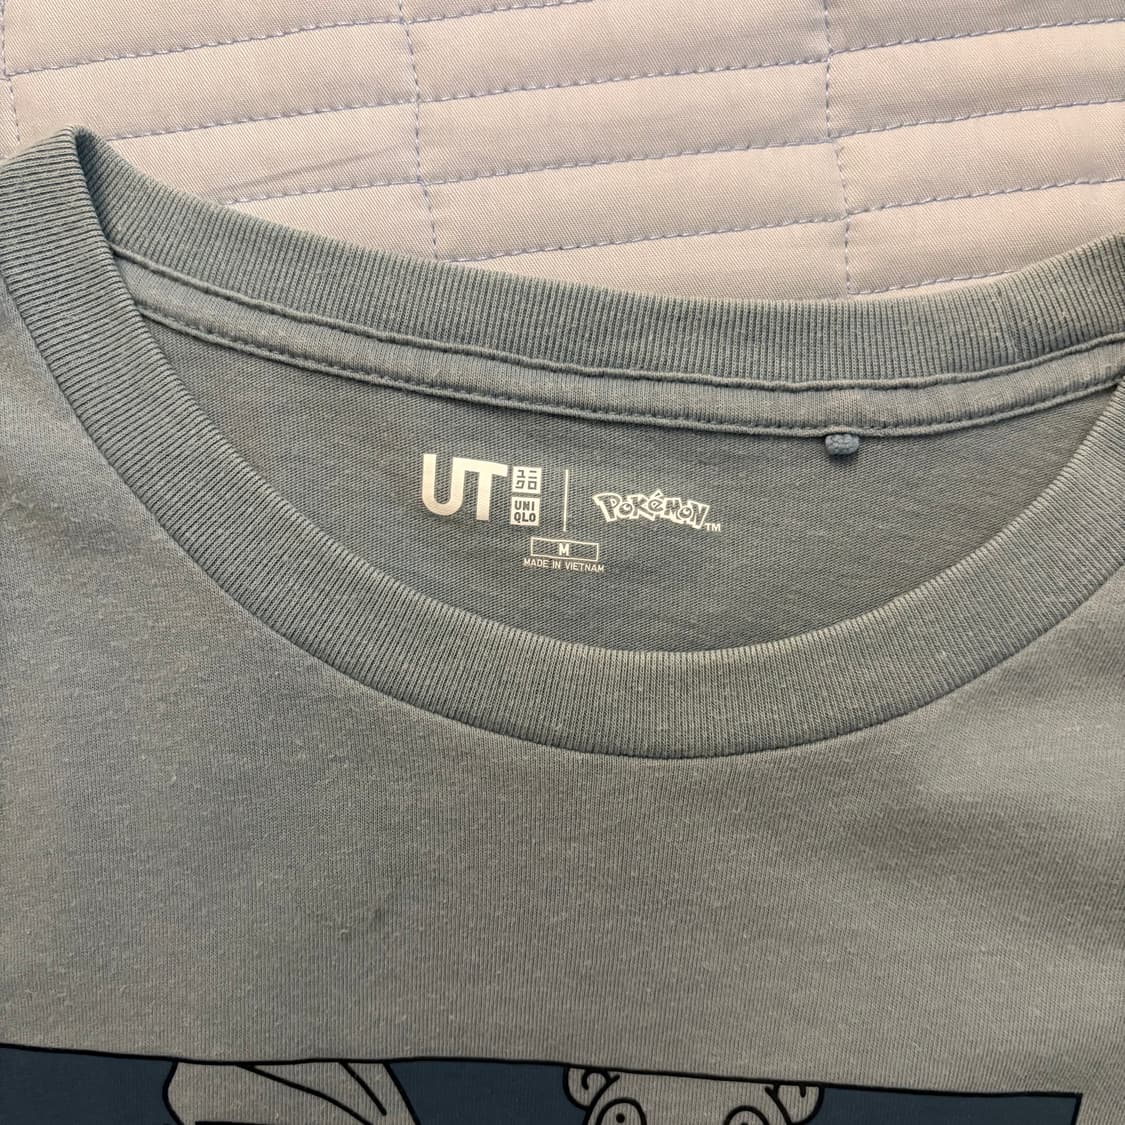 UT ユニクロ UNIQLO | POKÉMON™
M
MADE IN VIETNAM